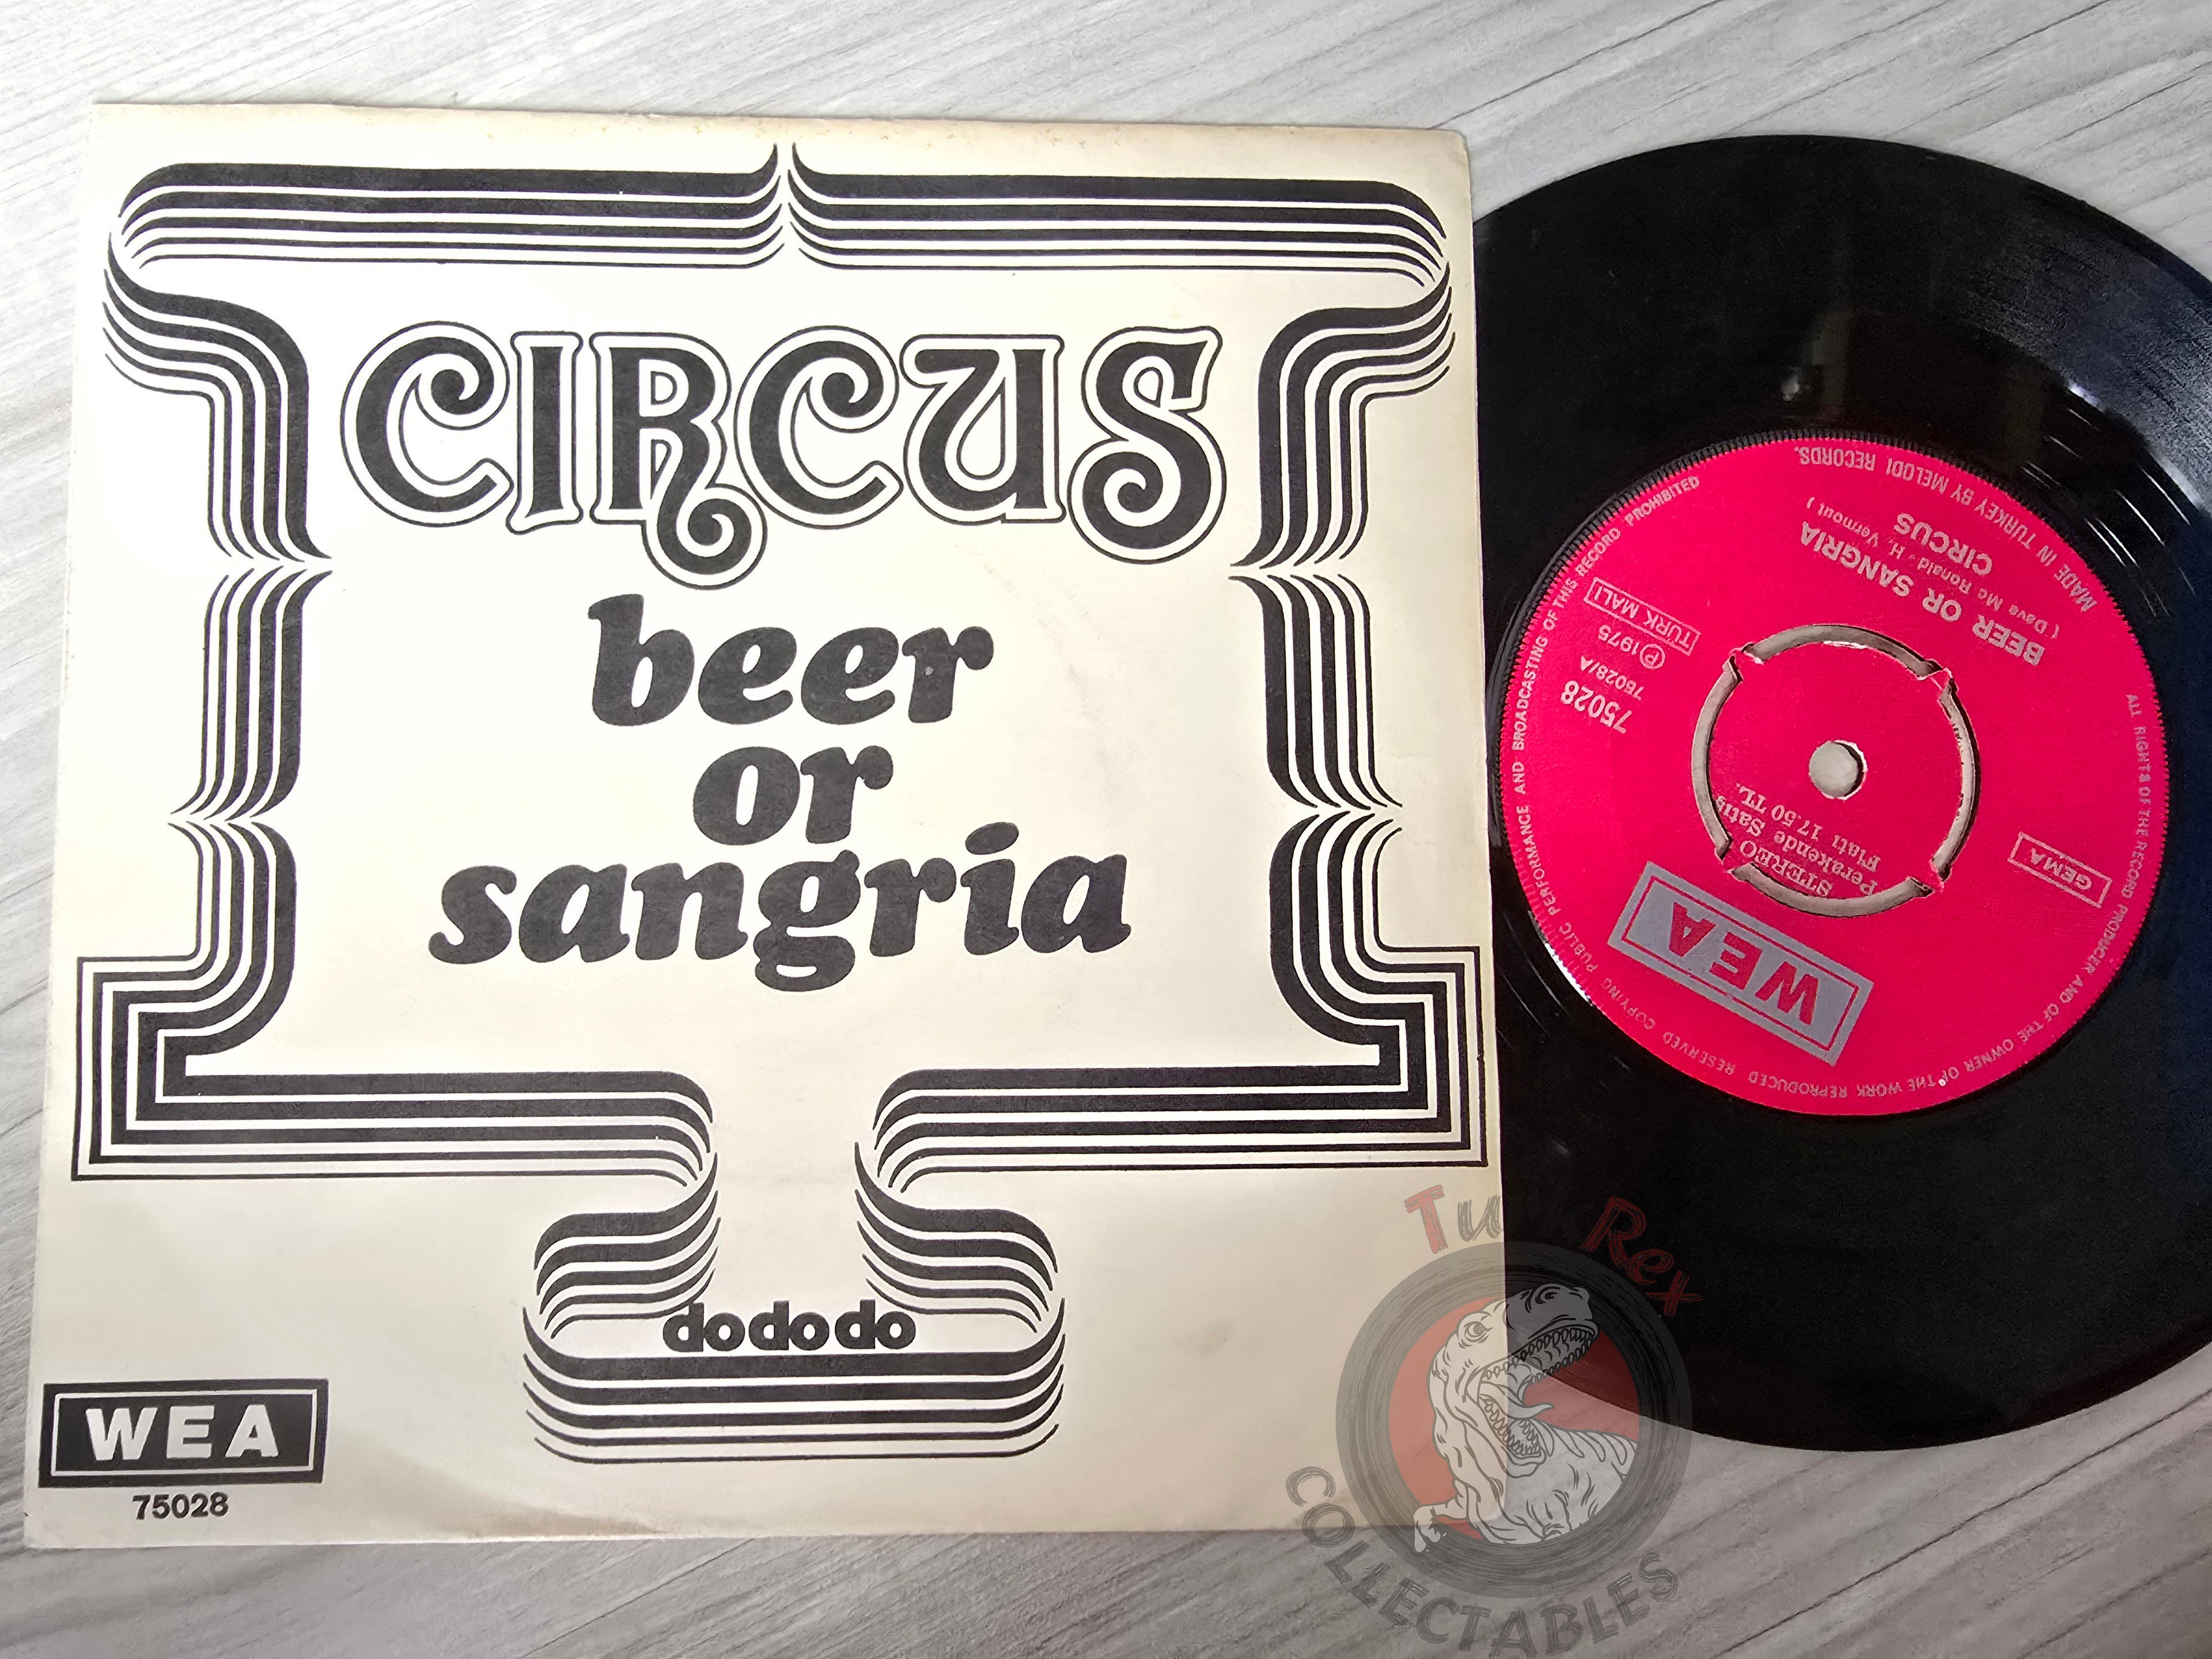 CIRCUS
beer
or
sangria
dododo
WEA
75028
WEA
STEREO
Perakende Satış
Fiatı 17.50 TL.
GEMA
75028
75028/A
℗1975
TÜRK MALI
BEER OR SANGRIA
( Dave Mc Ronald - H, Vermout )
CIRCUS
ALL RIGHTS OF THE RECORD PRODUCER AND OF THE OWNER OF THE WORK REPRODUCED RESERVED COPYING PUBLIC PERFORMANCE AND BROADCASTING OF THIS RECORD PROHIBITED
MADE IN TURKEY BY MELODI RECORDS.
Turk Rex
COLLECTABLES